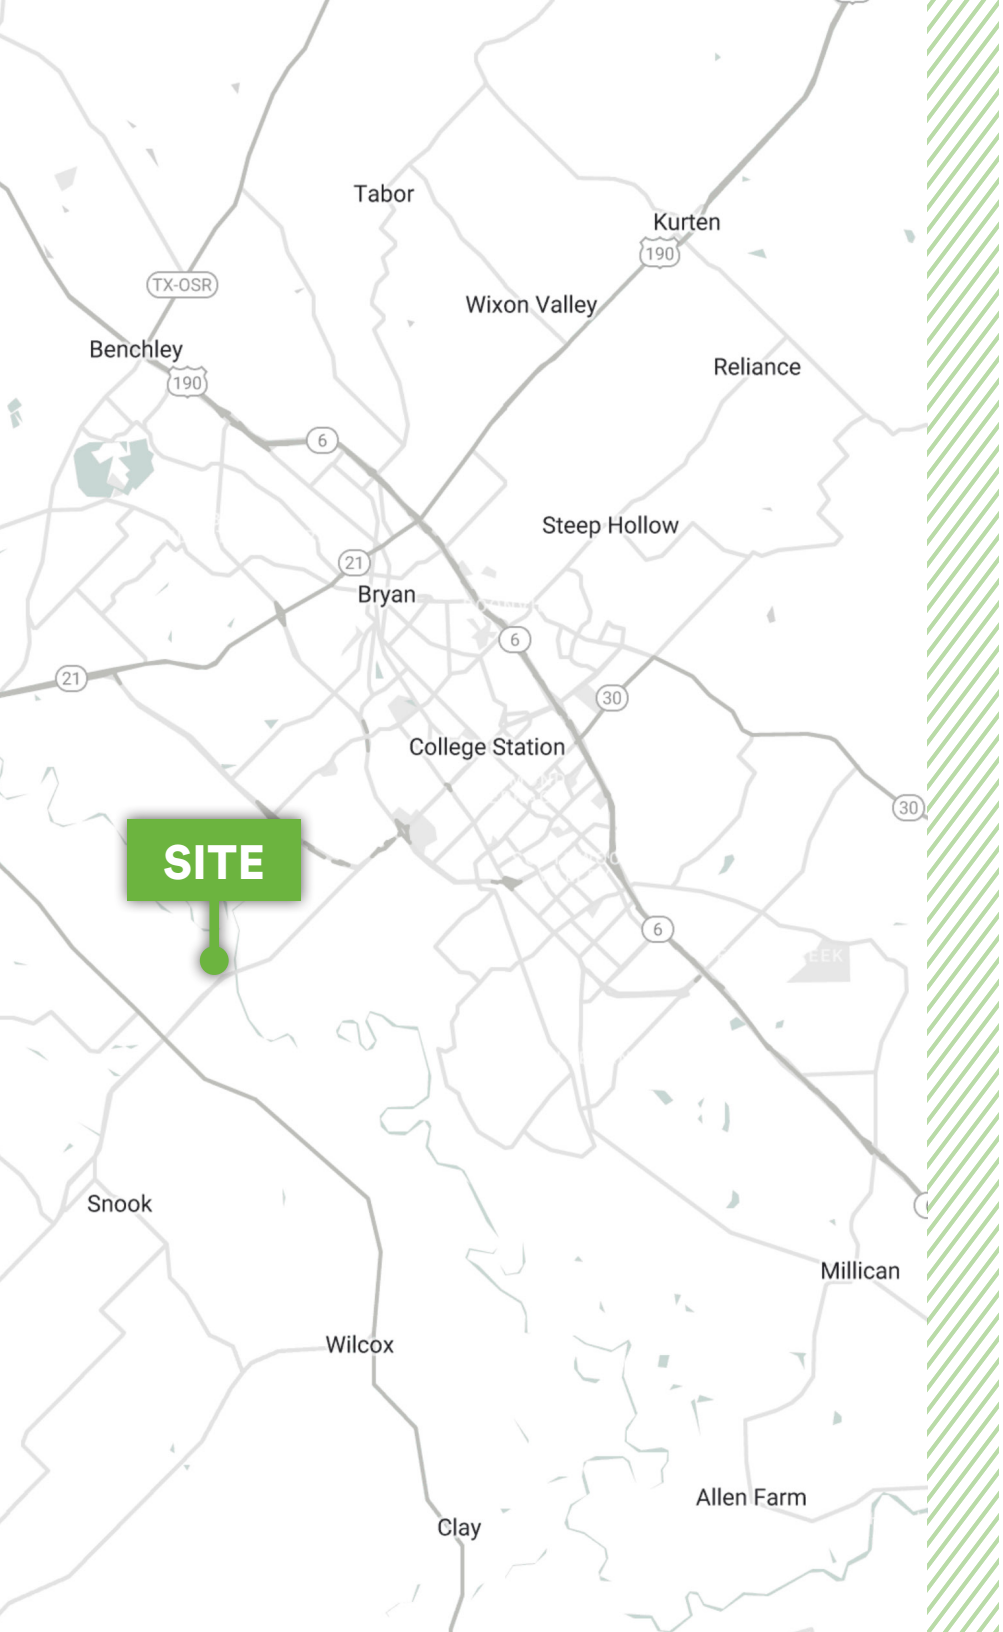 Tabor
Kurten
190
TX-OSR
Wixon Valley
Benchley
Reliance
190
6
Steep Hollow
21
Bryan
6
21
30
College Station
30
SITE
6
Snook
Millican
Wilcox
Allen Farm
Clay